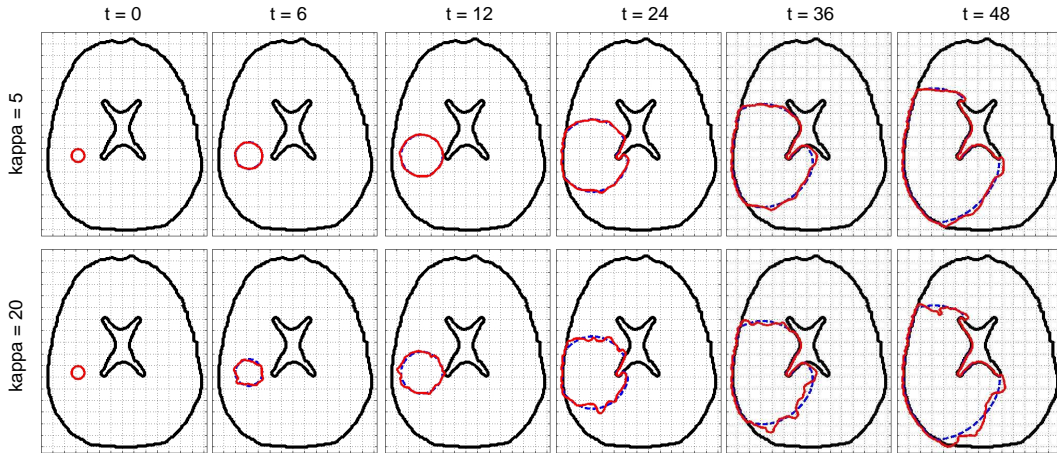 t = 0 t = 6 t = 12 t = 24 t = 36 t = 48
kappa = 5
kappa = 20